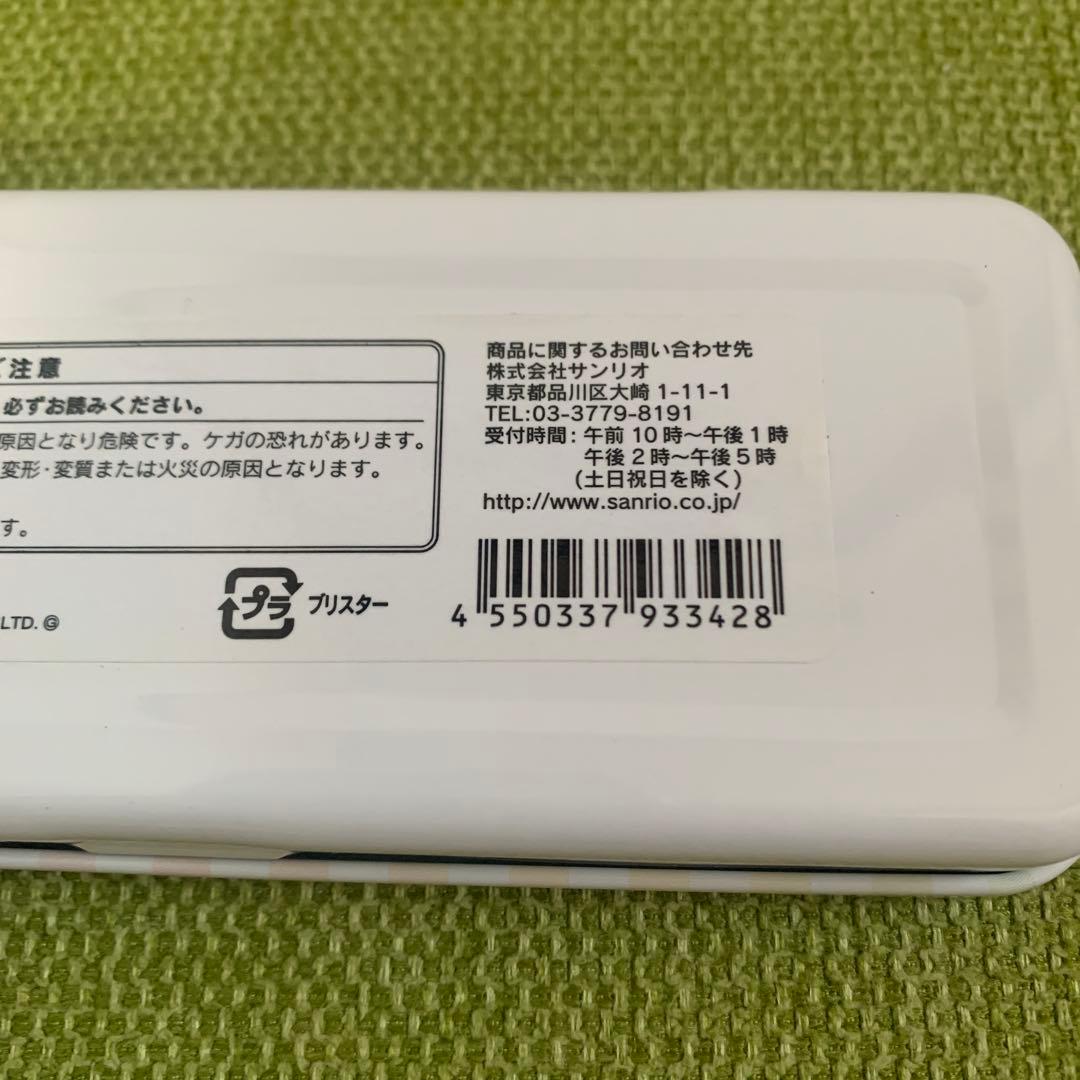 ご注意
必ずお読みください。
原因となり危険です。ケガの恐れがあります。
変形・変質または火災の原因となります。
す。
LTD. Ⓖ
プラ ブリスター
商品に関するお問い合わせ先
株式会社サンリオ
東京都品川区大崎 1-11-1
TEL:03-3779-8191
受付時間: 午前 10 時〜午後 1 時
午後 2 時〜午後 5 時
(土日祝日を除く)
http://www.sanrio.co.jp/
4 550337 933428